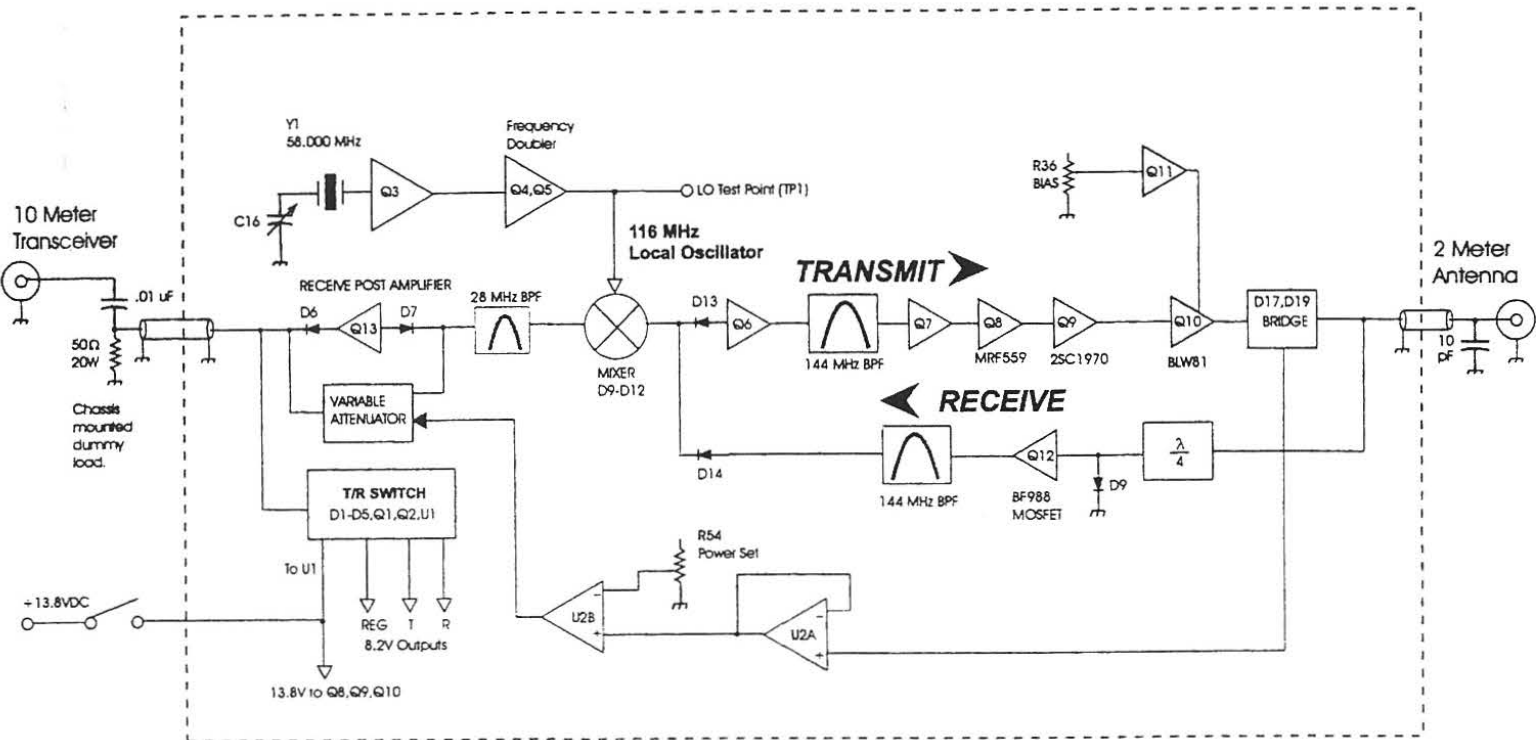 Y1
58.000 MHz
Frequency
Doubler
Q3
Q4,Q5
LO Test Point (TP1)
C16
R36
BIAS
Q11
10 Meter
Transceiver
116 MHz
Local Oscillator
2 Meter
Antenna
TRANSMIT
.01 uF
RECEIVE POST AMPLIFIER
D6
Q13
D7
28 MHz BPF
D13
Q6
144 MHz BPF
Q7
Q8
MRF559
Q9
2SC1970
Q10
BLW81
D17,D19
BRIDGE
10
pF
50Ω
20W
MIXER
D9-D12
Chassis
mounted
dummy
load.
VARIABLE
ATTENUATOR
RECEIVE
D14
144 MHz BPF
Q12
BF988
MOSFET
D9
λ
4
T/R SWITCH
D1-D5,Q1,Q2,U1
To U1
R54
Power Set
+13.8VDC
REG T R
8.2V Outputs
-
U2B
+
-
U2A
+
13.8V to Q8,Q9,Q10